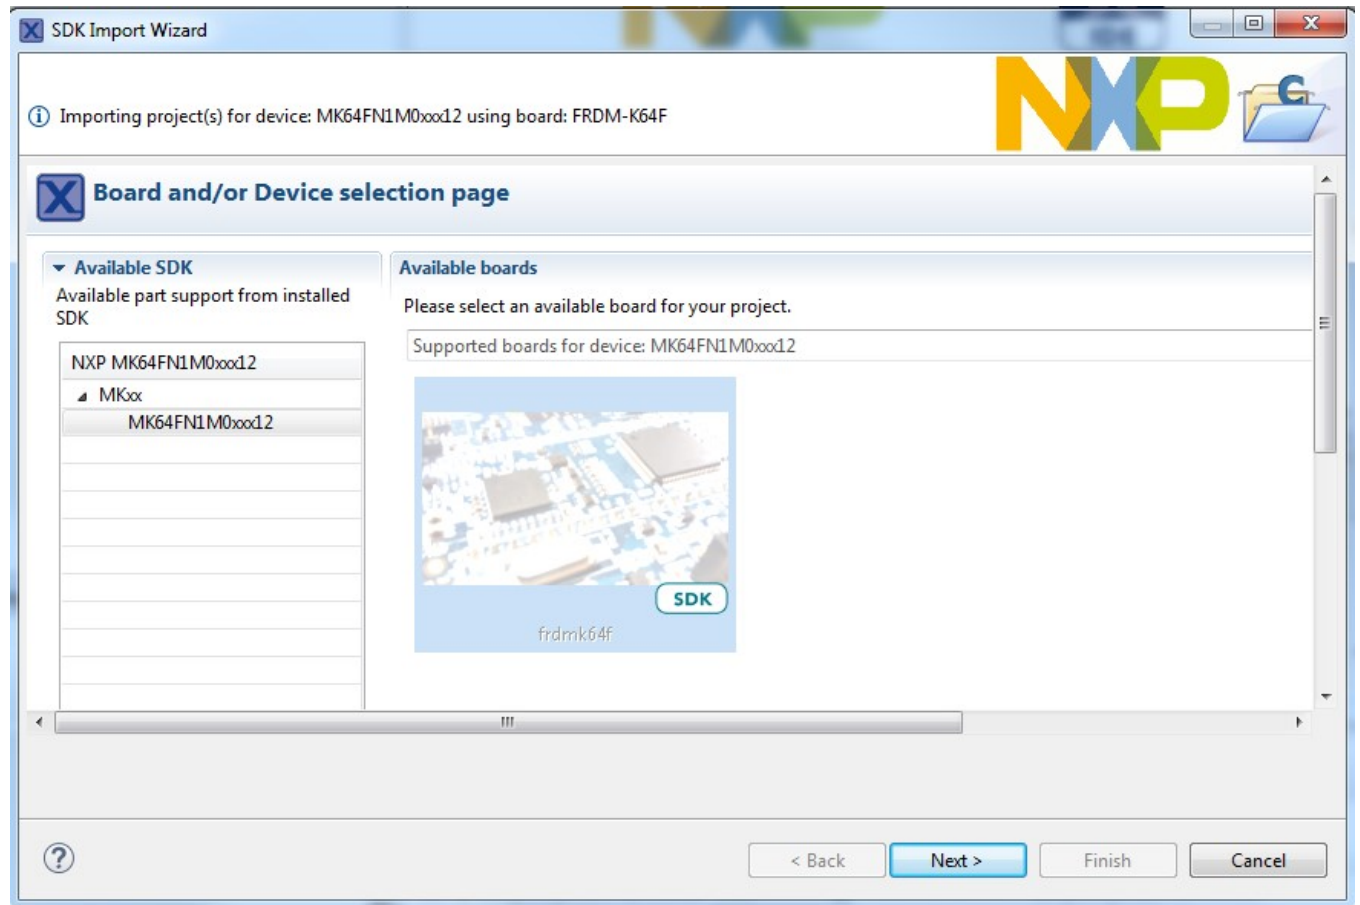 SDK Import Wizard
Importing project(s) for device: MK64FN1M0xxx12 using board: FRDM-K64F
NXP
Board and/or Device selection page
Available SDK
Available part support from installed
SDK
NXP MK64FN1M0xxx12
MKxx
MK64FN1M0xxx12
Available boards
Please select an available board for your project.
Supported boards for device: MK64FN1M0xxx12
SDK
frdmk64f
< Back
Next >
Finish
Cancel